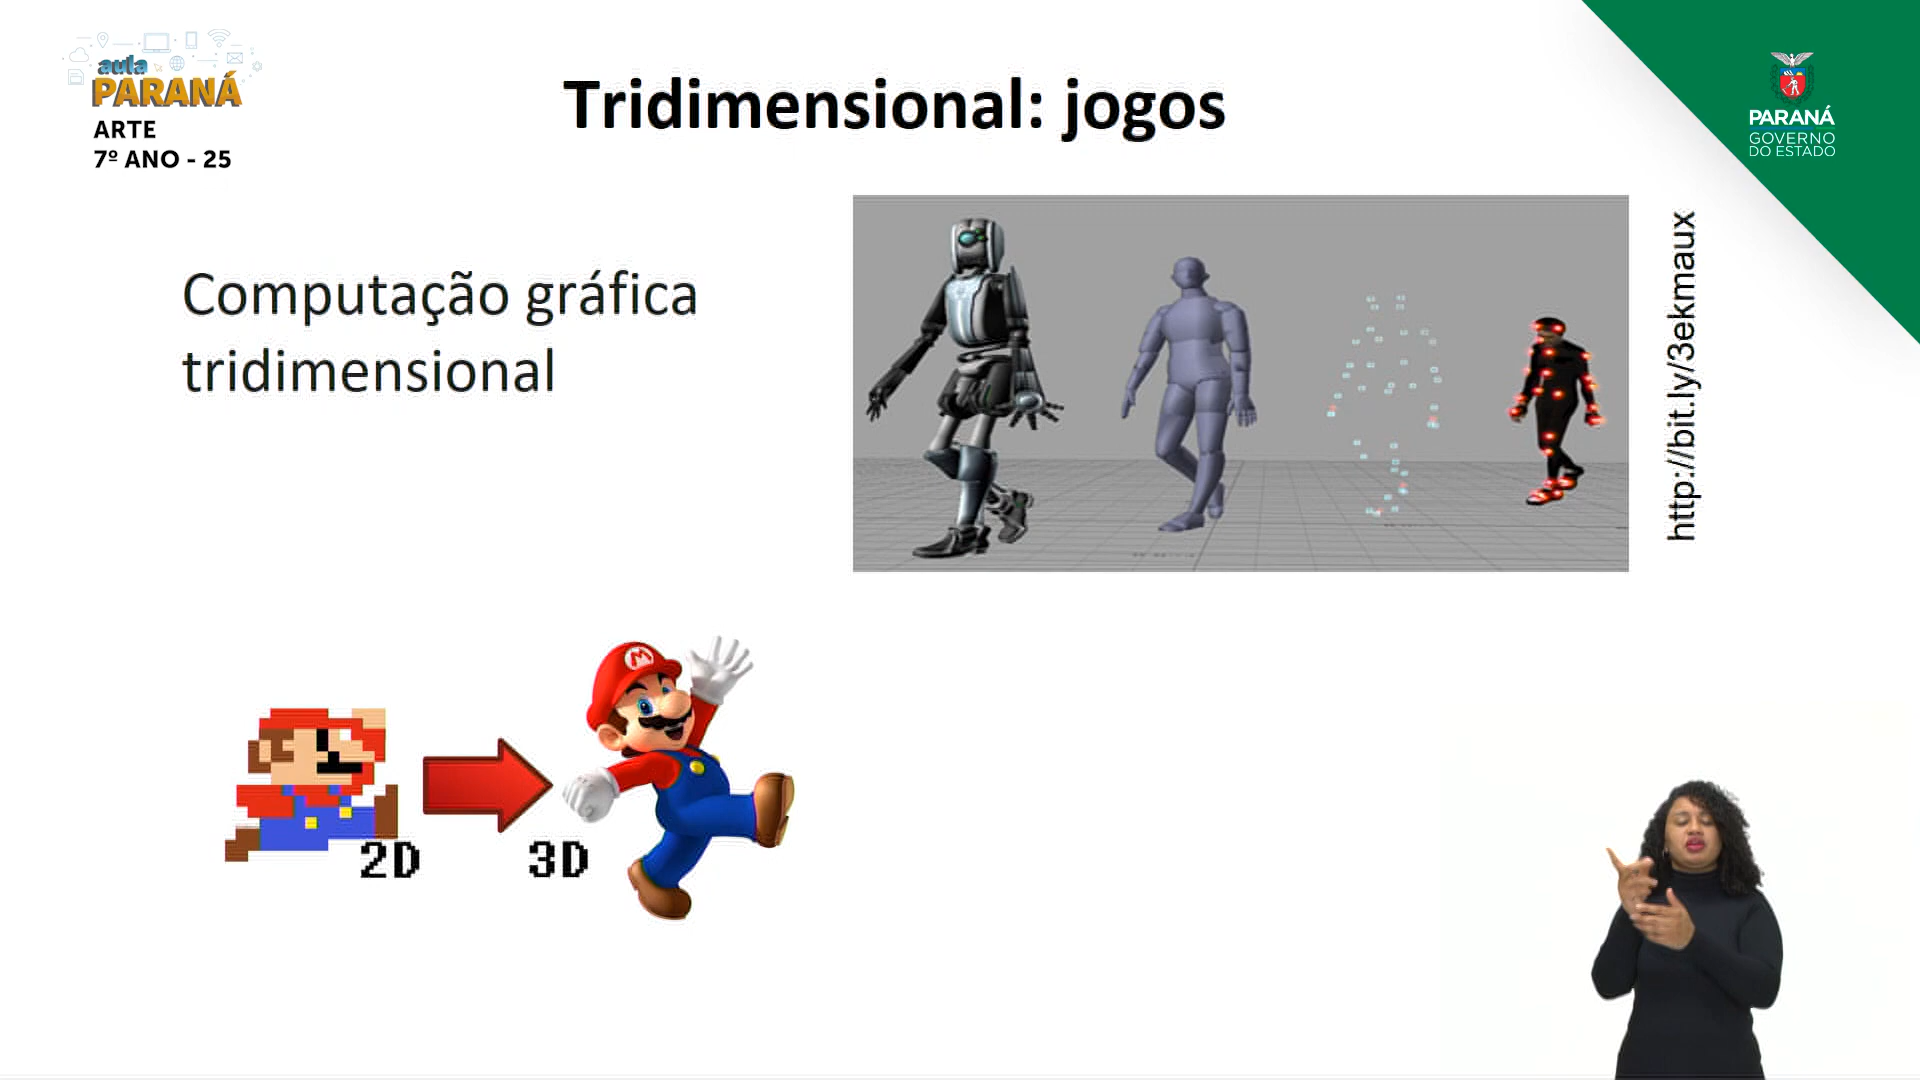 aula
PARANÁ
ARTE
7º ANO - 25
Tridimensional: jogos
PARANÁ
GOVERNO
DO ESTADO
Computação gráfica
tridimensional
http://bit.ly/3ekmaux
M
2D
3D